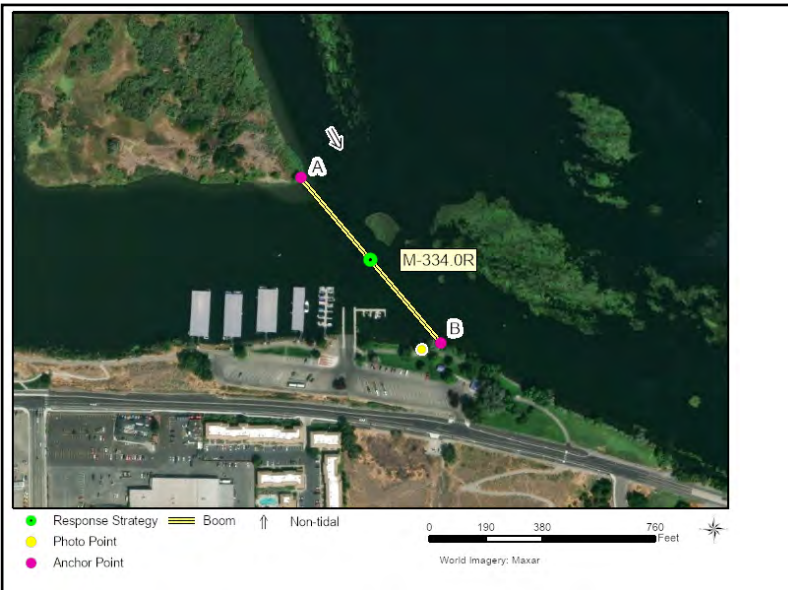 A
M-334.0R
B
Response Strategy Boom Non-tidal
Photo Point
Anchor Point
0 190 380 760
Feet
World Imagery: Maxar